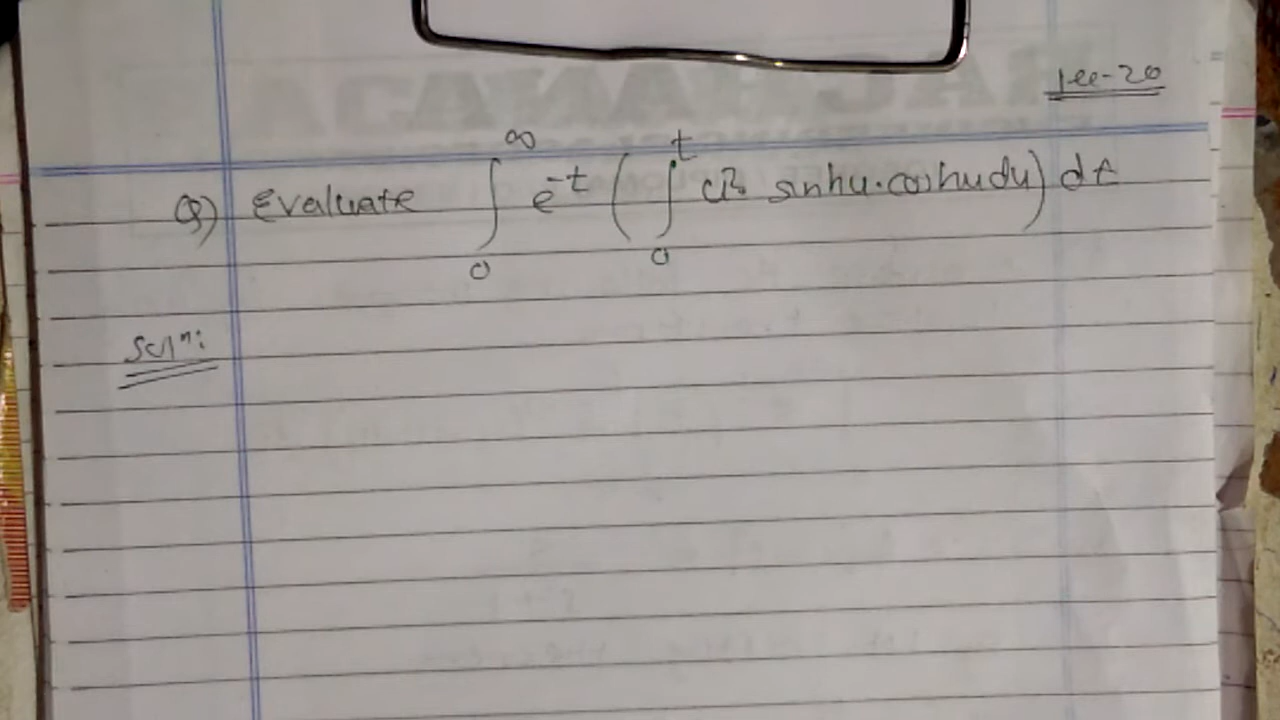 lec-20
Q) Evaluate ∫₀^∞ e^-t (∫₀^t u² sinhu.coshudu) dt
Solⁿ: